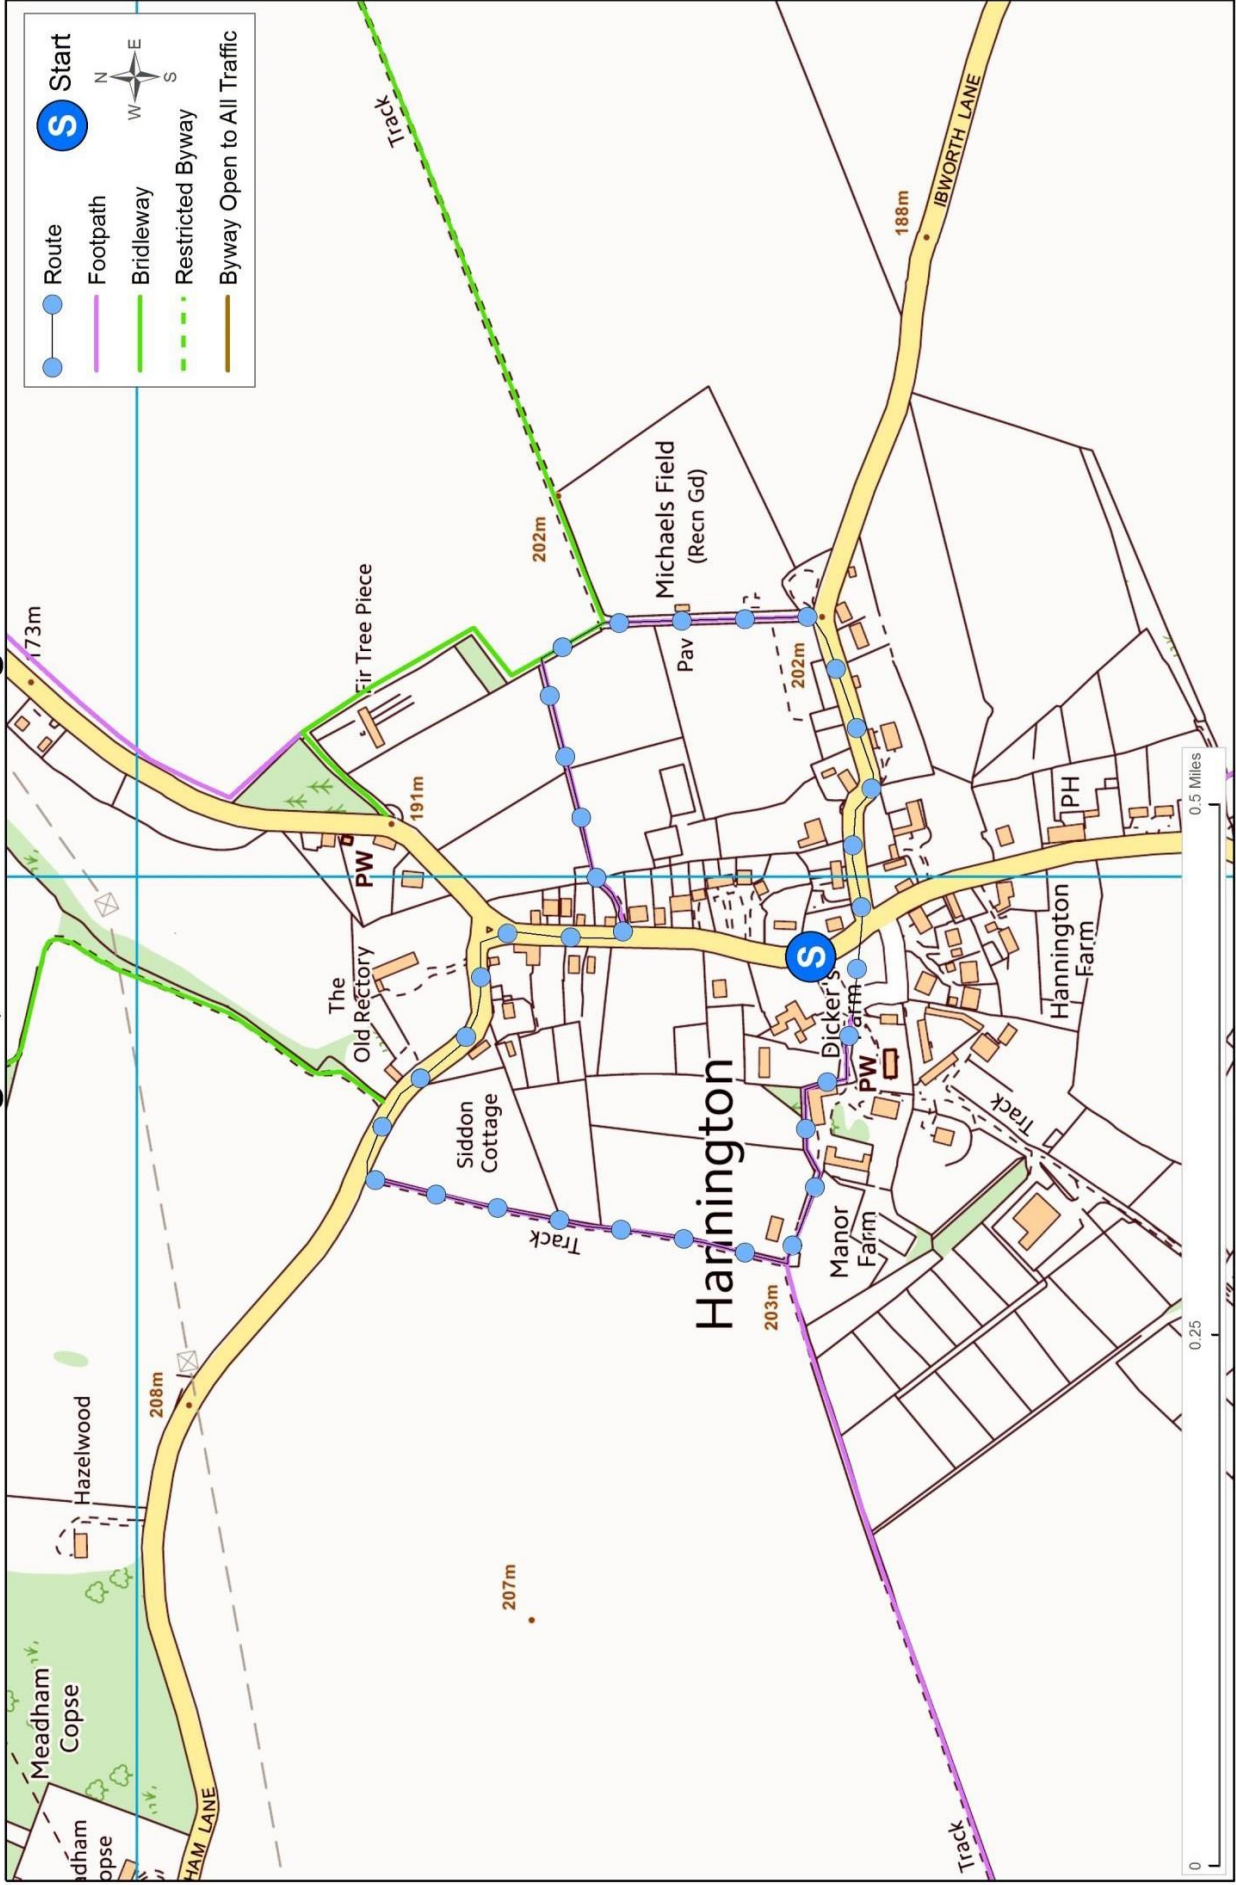 S Start
N
E
S
W
Route
Footpath
Bridleway
Restricted Byway
Byway Open to All Traffic
Meadham
Copse
Hazelwood
208m
HAM LANE
173m
Fir Tree Piece
191m
PW
The
Old Rectory
Track
202m
Michaels Field
(Recn Gd)
Pav
202m
188m
IBWORTH LANE
Siddon
Cottage
Track
207m
Hannington
203m
S
Dicker's
Farm
PW
Manor
Farm
Track
Hannington
Farm
PH
Track
0
0.25
0.5 Miles